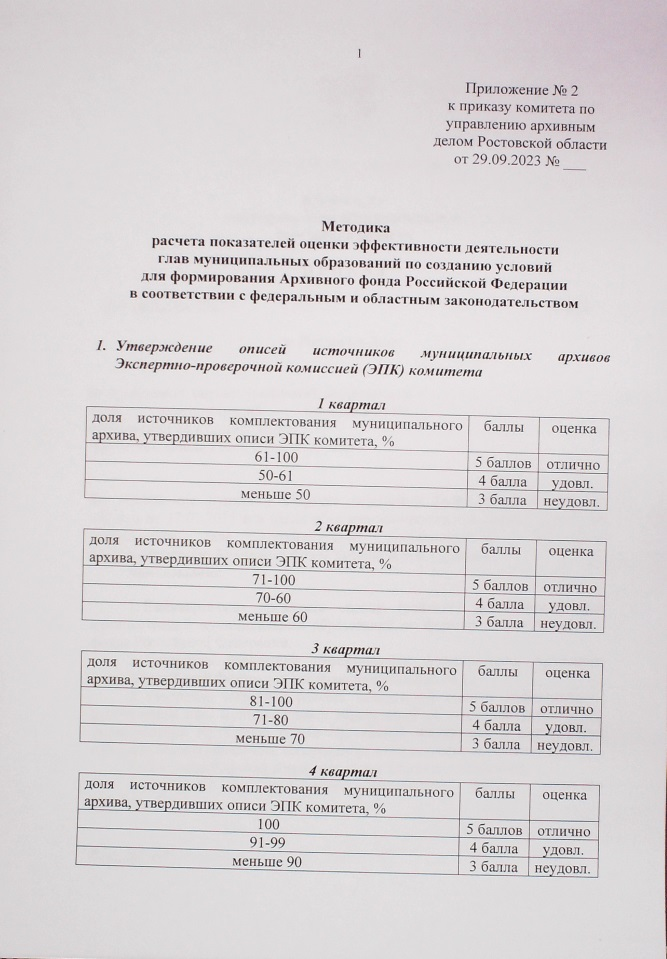 1
Приложение № 2
к приказу комитета по
управлению архивным
делом Ростовской области
от 29.09.2023 № ___
Методика
расчета показателей оценки эффективности деятельности
глав муниципальных образований по созданию условий
для формирования Архивного фонда Российской Федерации
в соответствии с федеральным и областным законодательством
1. Утверждение описей источников муниципальных архивов
Экспертно-проверочной комиссией (ЭПК) комитета
1 квартал
доля источников комплектования муниципального
архива, утвердивших описи ЭПК комитета, %
баллы
оценка
61-100 5 баллов отлично
50-61 4 балла удовл.
меньше 50 3 балла неудовл.
2 квартал
доля источников комплектования муниципального
архива, утвердивших описи ЭПК комитета, %
баллы
оценка
71-100 5 баллов отлично
70-60 4 балла удовл.
меньше 60 3 балла неудовл.
3 квартал
доля источников комплектования муниципального
архива, утвердивших описи ЭПК комитета, %
баллы
оценка
81-100 5 баллов отлично
71-80 4 балла удовл.
меньше 70 3 балла неудовл.
4 квартал
доля источников комплектования муниципального
архива, утвердивших описи ЭПК комитета, %
баллы
оценка
100 5 баллов отлично
91-99 4 балла удовл.
меньше 90 3 балла неудовл.